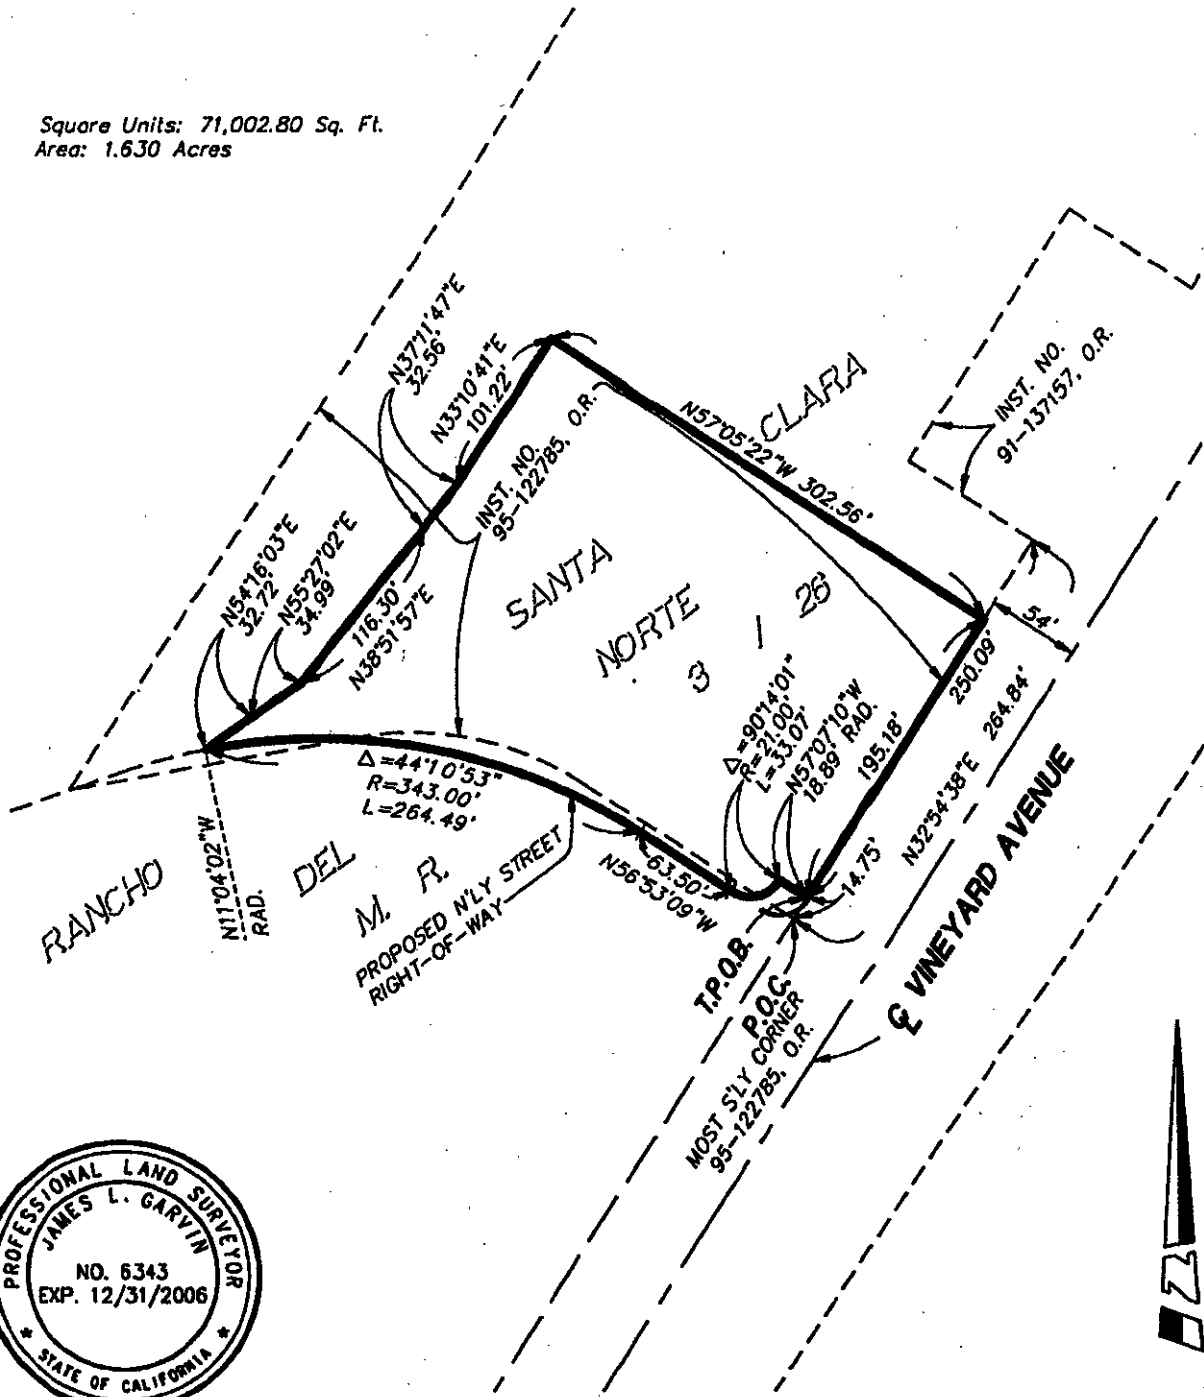 Square Units: 71,002.80 Sq. Ft.
Area: 1.630 Acres
N37°11'47"E
32.56'
N33°10'41"E
101.22'
INST. NO.
95-122785, O.R.
N57°05'22"W 302.56'
CLARA
INST. NO.
91-137157, O.R.
N54°16'03"E
32.72'
N55°27'02"E
34.99'
116.30'
N38°51'57"E
SANTA
NORTE
3 1 26
54'
250.09'
264.84'
N32°54'38"E
195.18'
14.75'
Δ=90°14'01"
R=21.00'
L=33.07'
N57°07'10"W
18.89' RAD.
Δ=44°10'53"
R=343.00'
L=264.49'
63.50'
N56°53'09"W
N11°04'02"W
RAD.
RANCHO
DEL
M. R.
PROPOSED N'LY STREET
RIGHT-OF-WAY
T.P.O.B.
P.O.C.
MOST S'LY CORNER
95-122785, O.R.
℄ VINEYARD AVENUE
PROFESSIONAL LAND SURVEYOR
JAMES L. GARVIN
NO. 6343
EXP. 12/31/2006
* STATE OF CALIFORNIA *